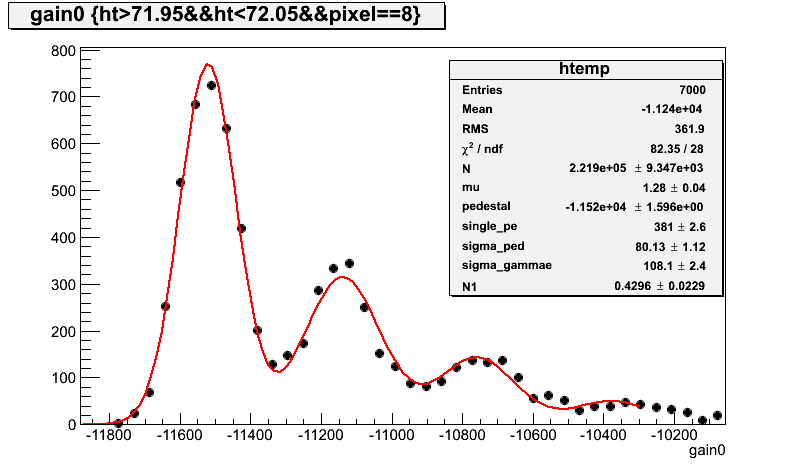 gain0 {ht>71.95&&ht<72.05&&pixel==8}
htemp
Entries 7000
Mean -1.124e+04
RMS 361.9
χ² / ndf 82.35 / 28
N 2.219e+05 ± 9.347e+03
mu 1.28 ± 0.04
pedestal -1.152e+04 ± 1.596e+00
single_pe 381 ± 2.6
sigma_ped 80.13 ± 1.12
sigma_gammae 108.1 ± 2.4
N1 0.4296 ± 0.0229
800
700
600
500
400
300
200
100
0
-11800 -11600 -11400 -11200 -11000 -10800 -10600 -10400 -10200
gain0